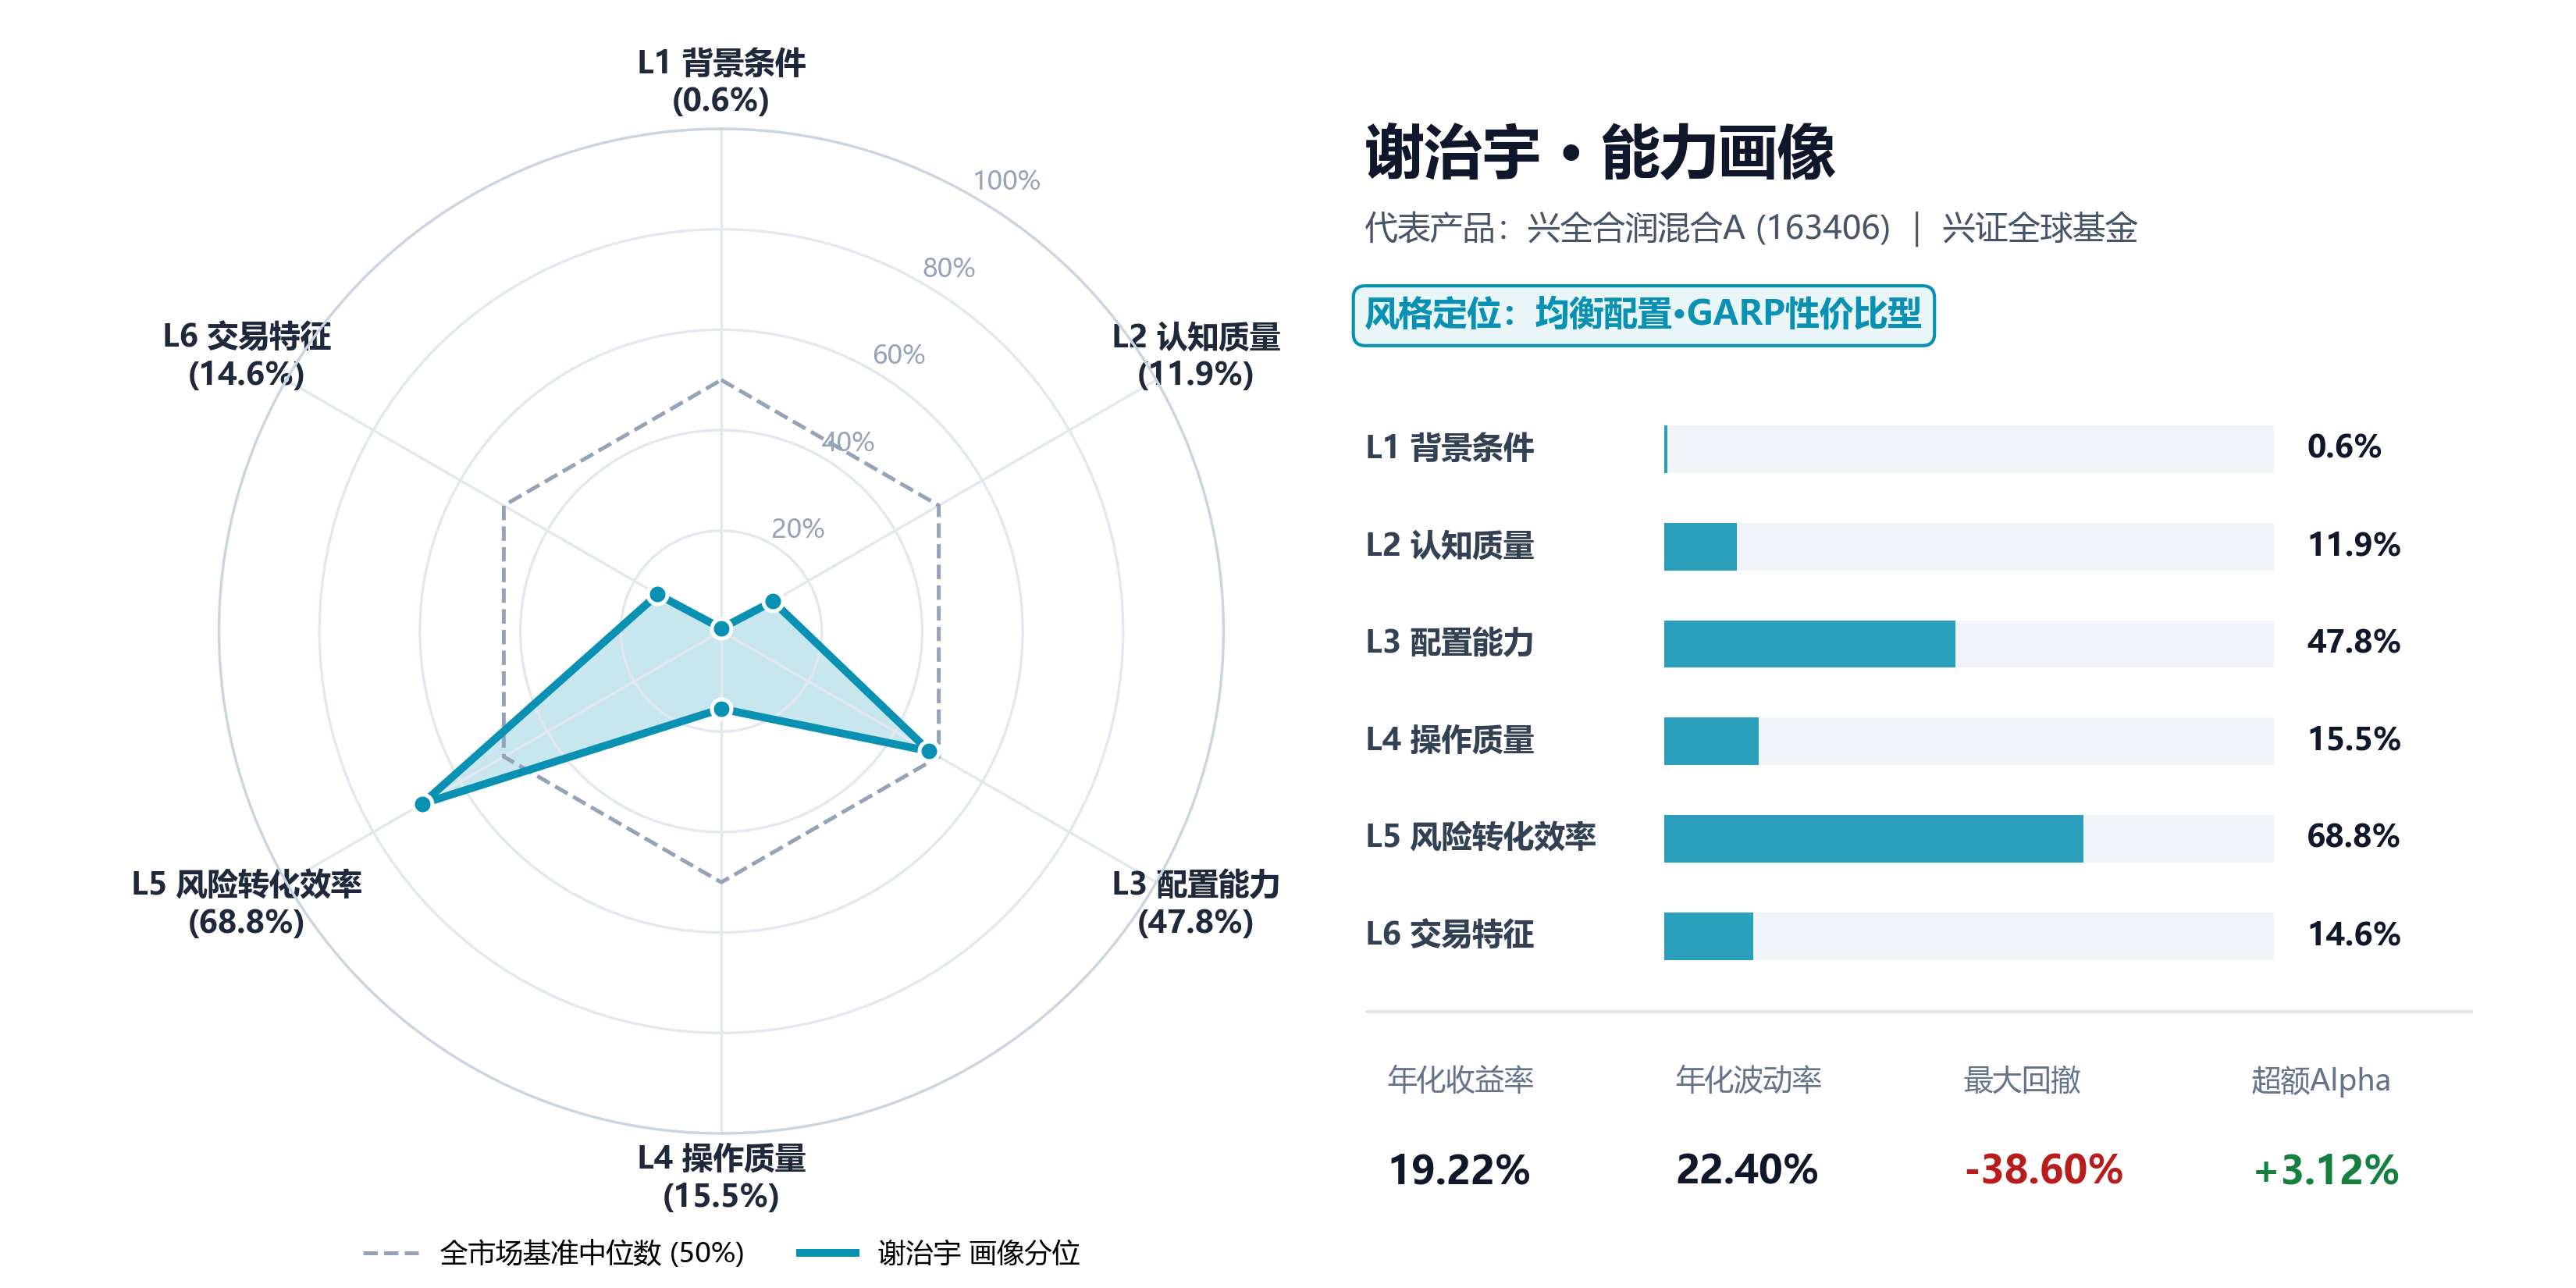 L1 背景条件
(0.6%)
100%
80%
60%
40%
20%
L6 交易特征
(14.6%)
L2 认知质量
(11.9%)
L5 风险转化效率
(68.8%)
L3 配置能力
(47.8%)
L4 操作质量
(15.5%)
全市场基准中位数 (50%)
谢治宇 画像分位
谢治宇·能力画像
代表产品：兴全合润混合A (163406) | 兴证全球基金
风格定位：均衡配置·GARP性价比型
L1 背景条件 0.6%
L2 认知质量 11.9%
L3 配置能力 47.8%
L4 操作质量 15.5%
L5 风险转化效率 68.8%
L6 交易特征 14.6%
年化收益率 年化波动率 最大回撤 超额Alpha
19.22% 22.40% -38.60% +3.12%